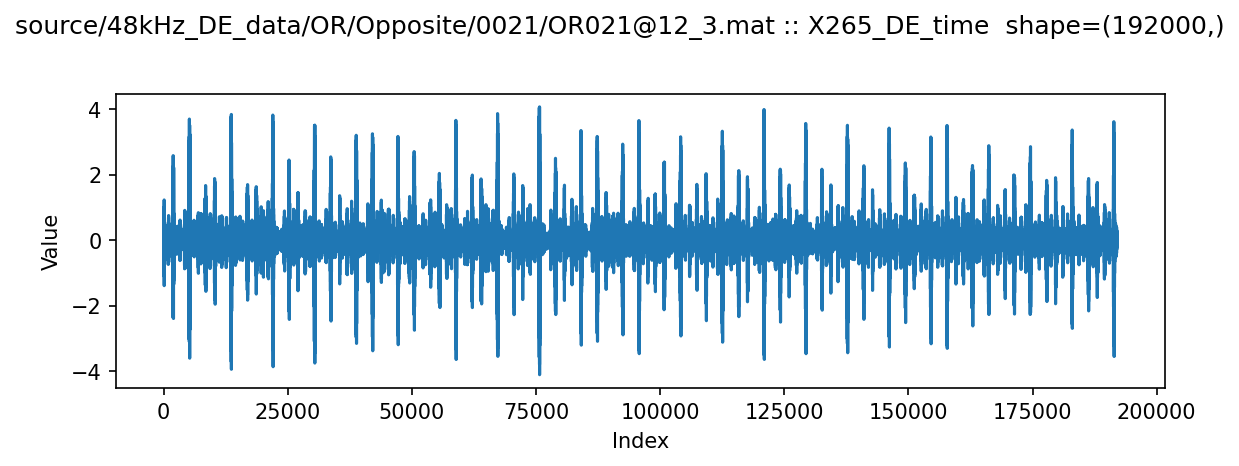 source/48kHz_DE_data/OR/Opposite/0021/OR021@12_3.mat :: X265_DE_time  shape=(192000,)
4
2
0
−2
−4
Value
0 25000 50000 75000 100000 125000 150000 175000 200000
Index